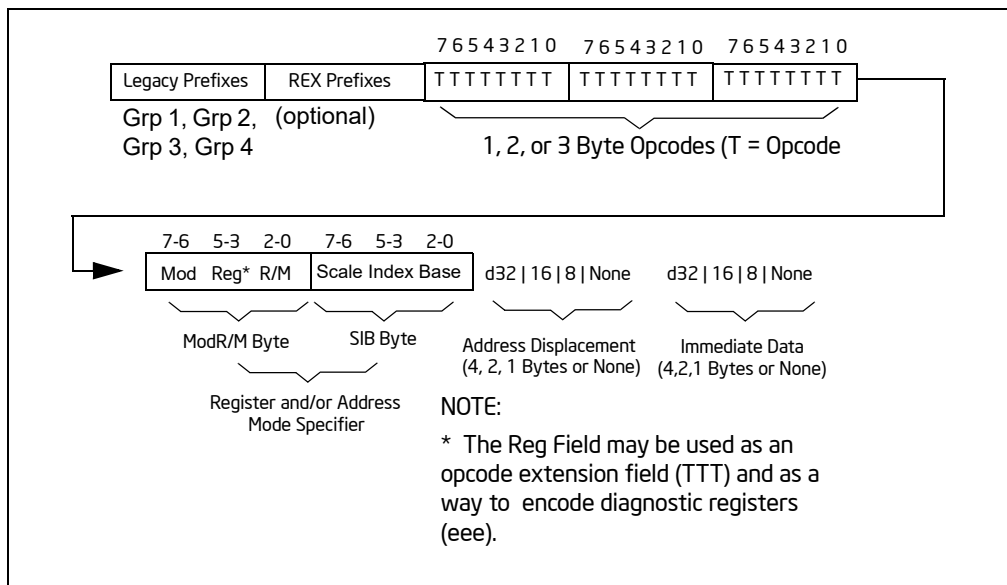 7 6 5 4 3 2 1 0 7 6 5 4 3 2 1 0 7 6 5 4 3 2 1 0
Legacy Prefixes REX Prefixes T T T T T T T T T T T T T T T T T T T T T T T T
Grp 1, Grp 2, (optional)
Grp 3, Grp 4
1, 2, or 3 Byte Opcodes (T = Opcode
7-6 5-3 2-0 7-6 5-3 2-0
Mod Reg* R/M Scale Index Base d32 | 16 | 8 | None d32 | 16 | 8 | None
ModR/M Byte SIB Byte Address Displacement Immediate Data
(4, 2, 1 Bytes or None) (4,2,1 Bytes or None)
Register and/or Address
Mode Specifier
NOTE:
* The Reg Field may be used as an
opcode extension field (TTT) and as a
way to encode diagnostic registers
(eee).